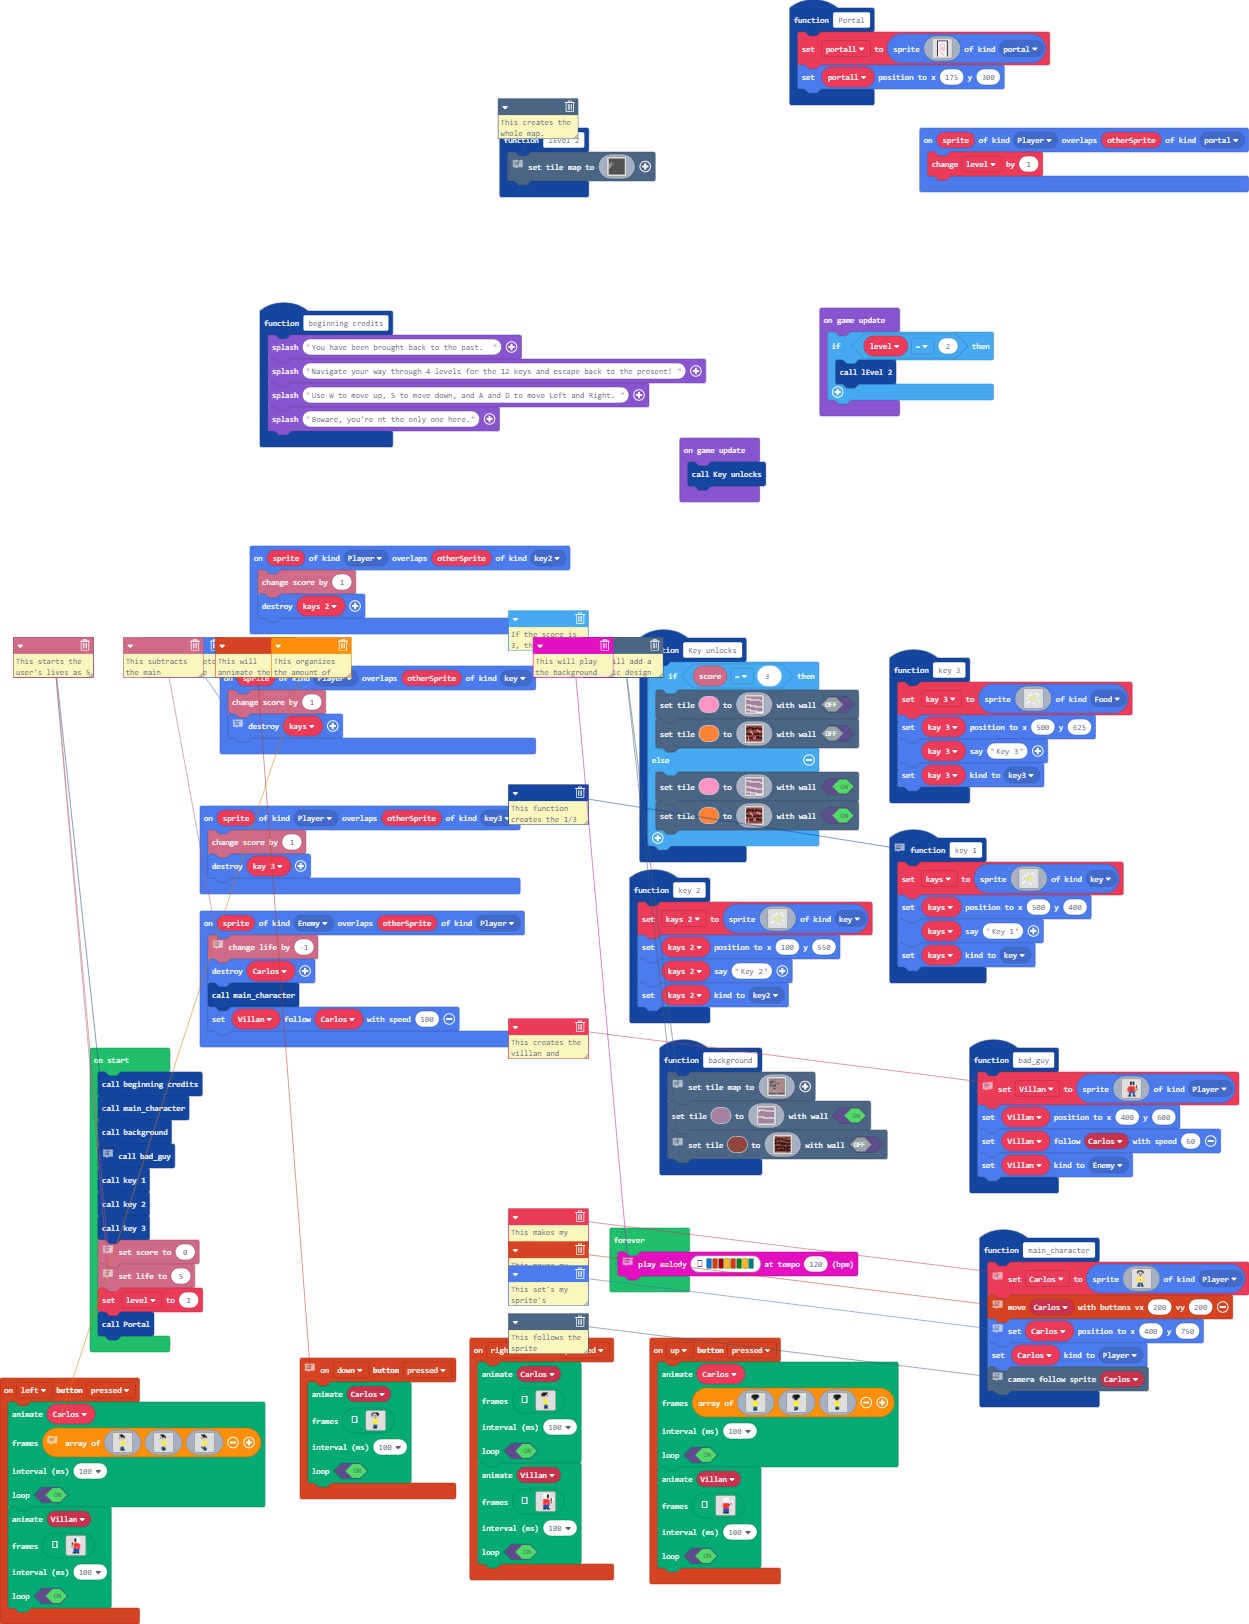 function Portal
set portall to sprite of kind portal
set portall position to x 175 y 300
This creates the
whole map.
function lEvel 2
set tile map to
on sprite of kind Player overlaps otherSprite of kind portal
change level by 1
function beginning credits
splash "You have been brought back to the past. "
splash "Navigate your way through 4 levels for the 12 keys and escape back to the present! "
splash "Use W to move up, S to move down, and A and D to move Left and Right. "
splash "Beware, you're nt the only one here."
on game update
if level = 2 then
call lEvel 2
on game update
call Key unlocks
on sprite of kind Player overlaps otherSprite of kind key2
change score by 1
destroy kays 2
If the score is
3, th
This starts the
user's lives as 5
This subtracts
the main
This will
annimate the
This organizes
the amount of
This will play
the background
ill add a
ic design
on sprite of kind Player overlaps otherSprite of kind key
change score by 1
destroy kays
function Key unlocks
if score = 3 then
set tile to with wall OFF
set tile to with wall OFF
else
set tile to with wall ON
set tile to with wall ON
function key 3
set kay 3 to sprite of kind Food
set kay 3 position to x 500 y 625
kay 3 say "Key 3"
set kay 3 kind to key3
This function
creates the 1/3
on sprite of kind Player overlaps otherSprite of kind key3
change score by 1
destroy kay 3
function key 1
set kays to sprite of kind key
set kays position to x 500 y 400
kays say "Key 1"
set kays kind to key
function key 2
set kays 2 to sprite of kind key
set kays 2 position to x 100 y 550
kays 2 say "Key 2"
set kays 2 kind to key2
on sprite of kind Enemy overlaps otherSprite of kind Player
change life by -1
destroy Carlos
call main_character
set Villan follow Carlos with speed 100
This creates the
villlan and
on start
call beginning credits
call main_character
call background
call bad_guy
call key 1
call key 2
call key 3
set score to 0
set life to 5
set level to 1
call Portal
function background
set tile map to
set tile to with wall ON
set tile to with wall OFF
function bad_guy
set Villan to sprite of kind Player
set Villan position to x 400 y 600
set Villan follow Carlos with speed 60
set Villan kind to Enemy
This makes my
This set's my
sprite's
This follows the
sprite
forever
play melody at tempo 120 (bpm)
function main_character
set Carlos to sprite of kind Player
move Carlos with buttons vx 200 vy 200
set Carlos position to x 400 y 750
set Carlos kind to Player
camera follow sprite Carlos
on left button pressed
animate Carlos
frames array of
interval (ms) 100
loop ON
animate Villan
frames
interval (ms) 100
loop ON
on down button pressed
animate Carlos
frames
interval (ms) 100
loop ON
on righ
animate Carlos
frames
interval (ms) 100
loop ON
animate Villan
frames
interval (ms) 100
loop ON
on up button pressed
animate Carlos
frames array of
interval (ms) 100
loop ON
animate Villan
frames
interval (ms) 100
loop ON